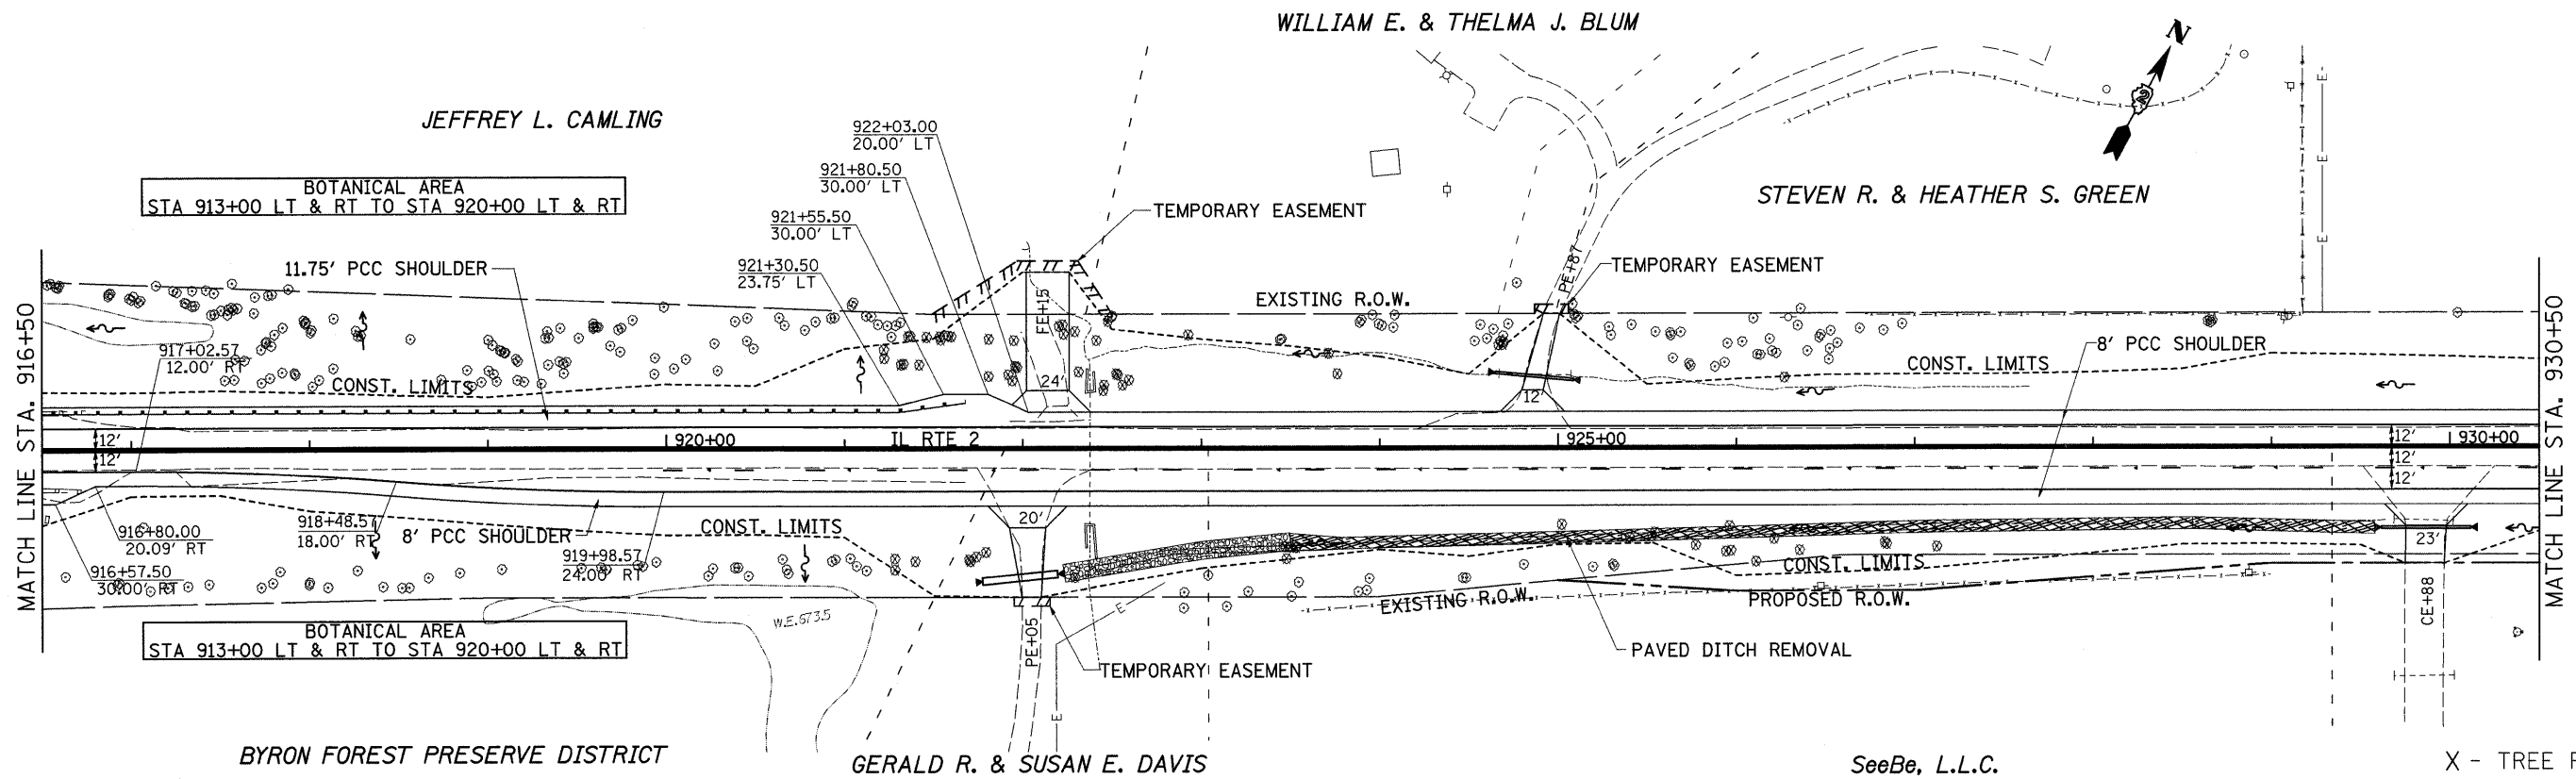 WILLIAM E. & THELMA J. BLUM
N
2
JEFFREY L. CAMLING
922+03.00
20.00' LT
921+80.50
30.00' LT
BOTANICAL AREA
STA 913+00 LT & RT TO STA 920+00 LT & RT
STEVEN R. & HEATHER S. GREEN
TEMPORARY EASEMENT
921+55.50
30.00' LT
921+30.50
23.75' LT
11.75' PCC SHOULDER
TEMPORARY EASEMENT
PE+87
FE+15
EXISTING R.O.W.
E
E
E
MATCH LINE STA. 916+50
MATCH LINE STA. 930+50
917+02.57
12.00' RT
8' PCC SHOULDER
CONST. LIMITS
CONST. LIMITS
24'
12'
12'
920+00
IL RTE 2
925+00
12'
930+00
12'
12'
12'
916+80.00
20.09' RT
918+48.57
18.00' RT
8' PCC SHOULDER
CONST. LIMITS
20'
919+98.57
24.00' RT
916+57.50
30.00' RT
23'
CONST. LIMITS
EXISTING R.O.W.
PROPOSED R.O.W.
CE+88
E
W.E.673.5
BOTANICAL AREA
STA 913+00 LT & RT TO STA 920+00 LT & RT
PE+05
PAVED DITCH REMOVAL
TEMPORARY EASEMENT
E
BYRON FOREST PRESERVE DISTRICT
GERALD R. & SUSAN E. DAVIS
SeeBe, L.L.C.
X - TREE